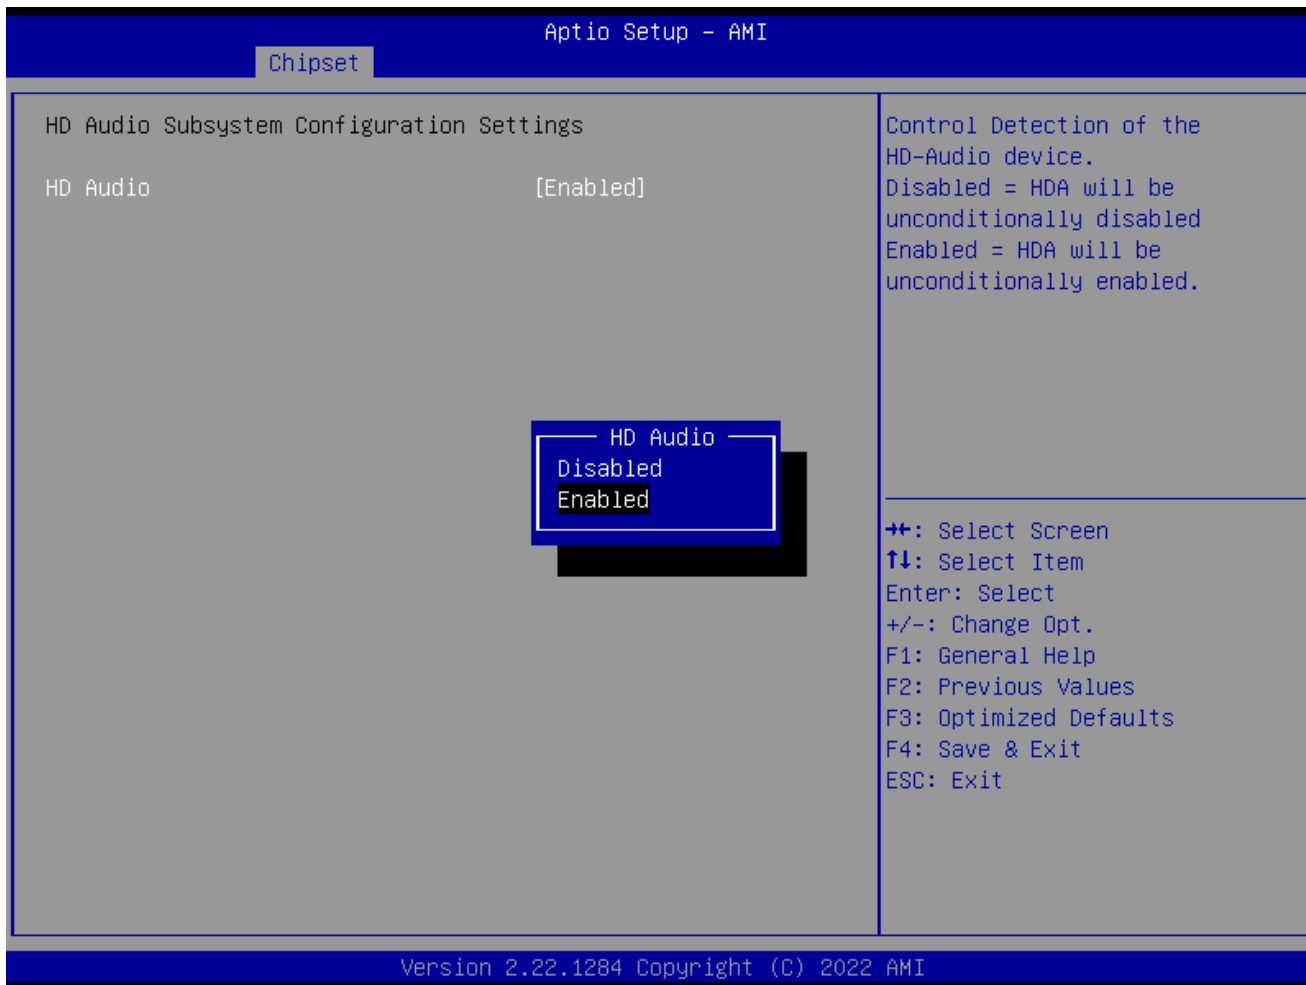 Aptio Setup – AMI
Chipset
HD Audio Subsystem Configuration Settings
HD Audio [Enabled]
Control Detection of the
HD-Audio device.
Disabled = HDA will be
unconditionally disabled
Enabled = HDA will be
unconditionally enabled.
HD Audio
Disabled
Enabled
→←: Select Screen
↑↓: Select Item
Enter: Select
+/-: Change Opt.
F1: General Help
F2: Previous Values
F3: Optimized Defaults
F4: Save & Exit
ESC: Exit
Version 2.22.1284 Copyright (C) 2022 AMI